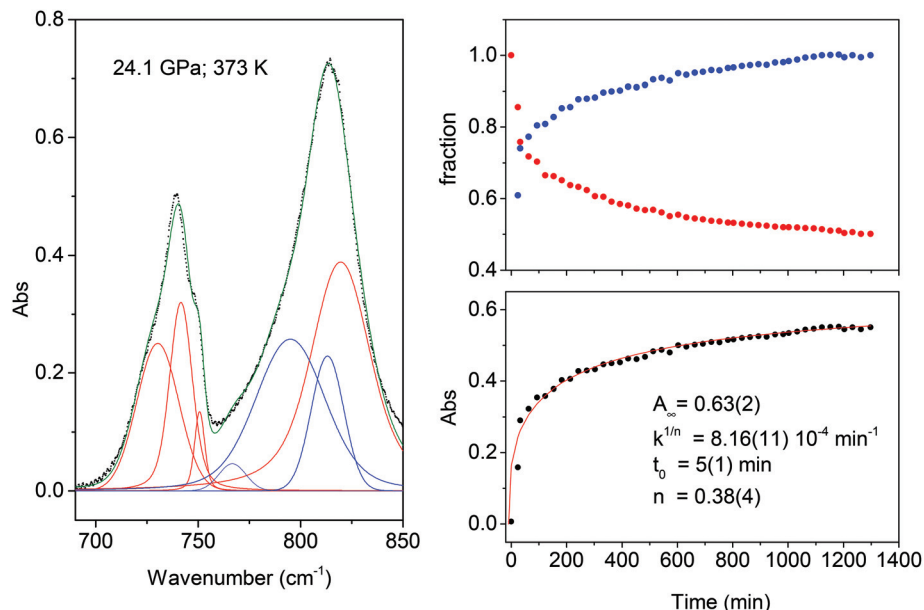 0.8
0.6
0.4
0.2
0.0
Abs
24.1 GPa; 373 K
700
750
800
850
Wavenumber (cm⁻¹)
1.0
0.8
0.6
0.4
fraction
0.6
0.4
0.2
0.0
Abs
A∞= 0.63(2)
k^{1/n} = 8.16(11) 10⁻⁴ min⁻¹
t₀ = 5(1) min
n = 0.38(4)
0 200 400 600 800 1000 1200 1400
Time (min)